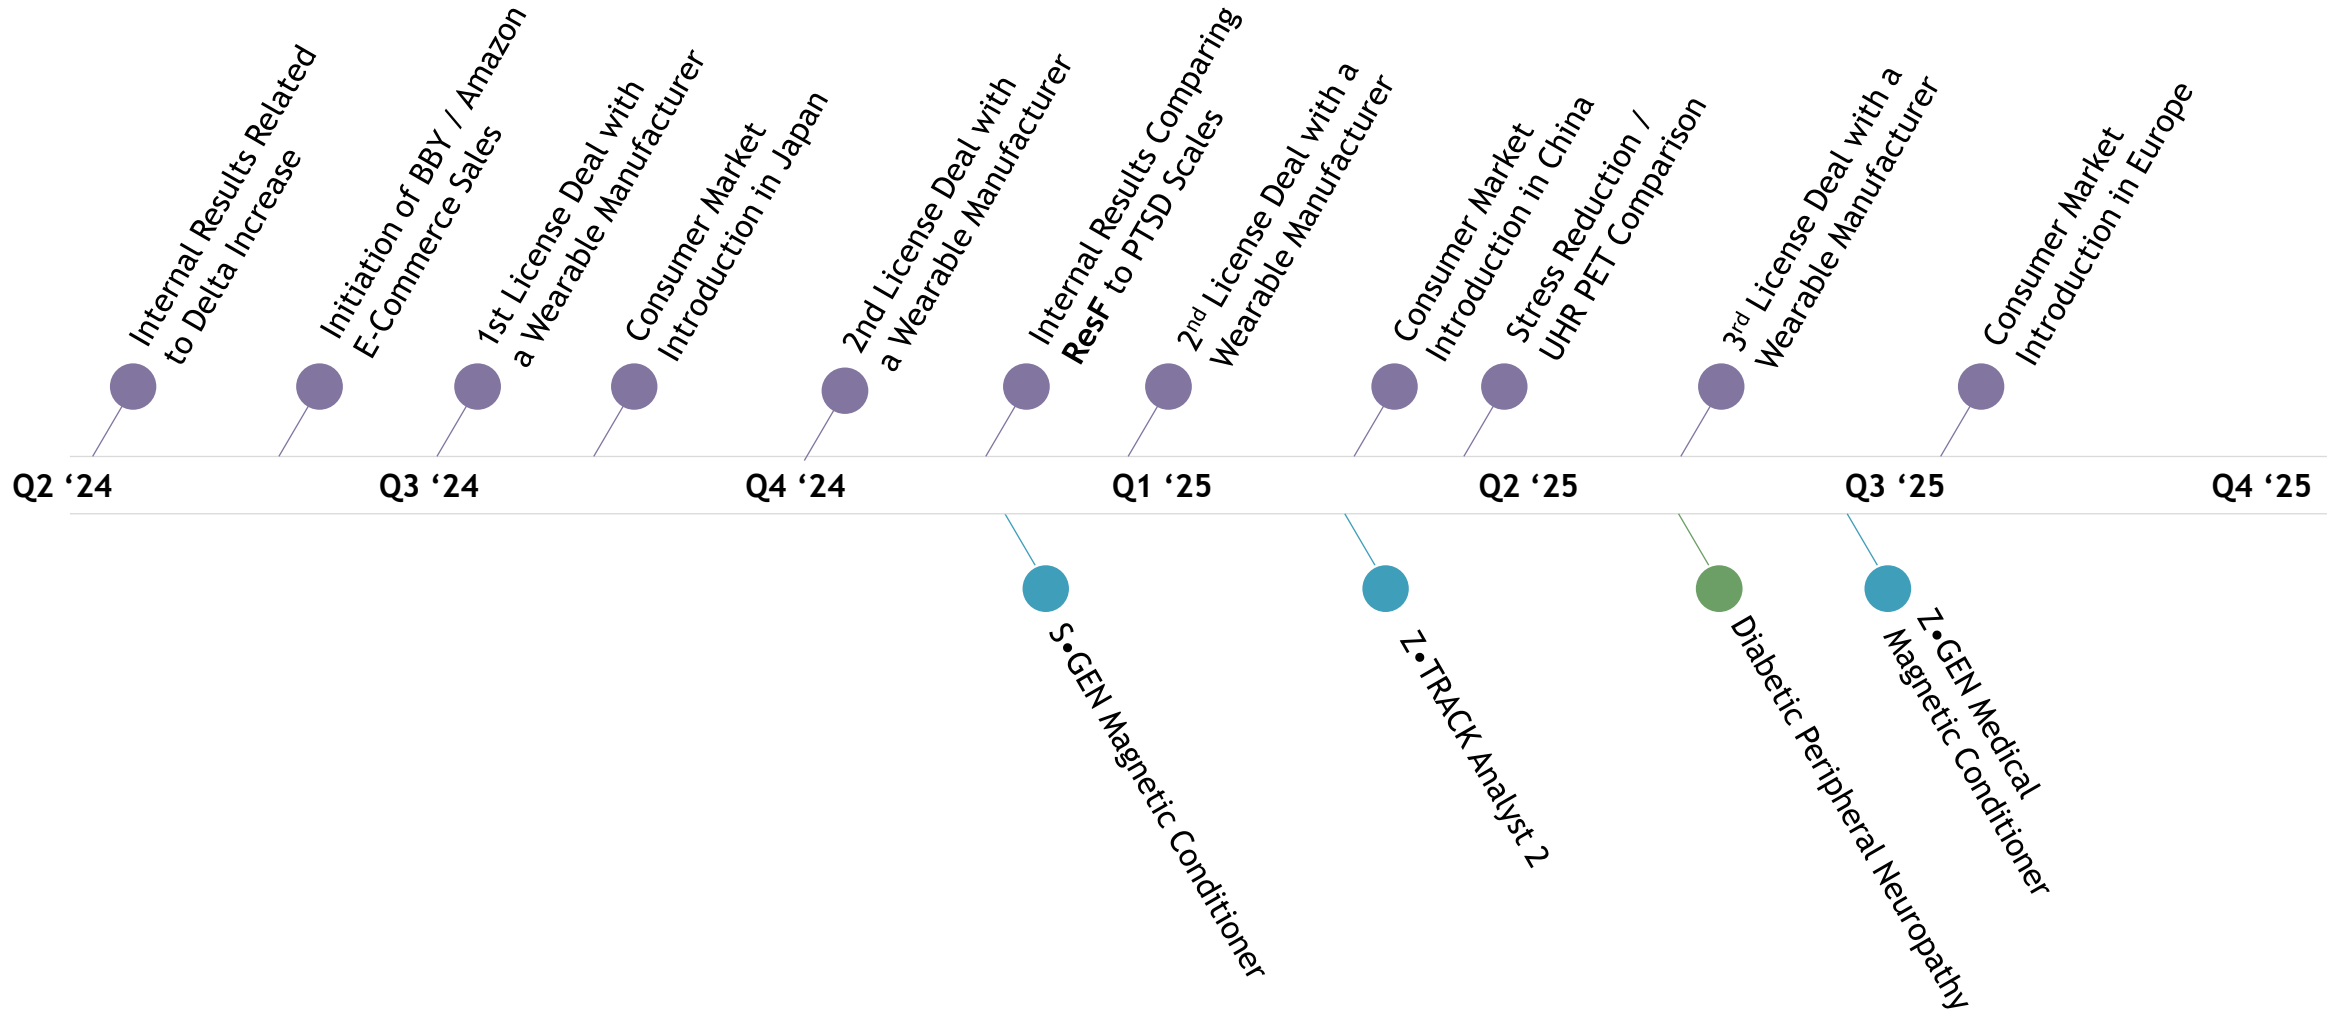 Internal Results Related
to Delta Increase
Initiation of BBY / Amazon
E-Commerce Sales
1st License Deal with
a Wearable Manufacturer
Consumer Market
Introduction in Japan
2nd License Deal with
a Wearable Manufacturer
Internal Results Comparing
ResF to PTSD Scales
2nd License Deal with a
Wearable Manufacturer
Consumer Market
Introduction in China
Stress Reduction /
UHR PET Comparison
3rd License Deal with a
Wearable Manufacturer
Consumer Market
Introduction in Europe
Q2 ‘24
Q3 ‘24
Q4 ‘24
Q1 ‘25
Q2 ‘25
Q3 ‘25
Q4 ‘25
S•GEN Magnetic Conditioner
Z•TRACK Analyst 2
Diabetic Peripheral Neuropathy
Z•GEN Medical
Magnetic Conditioner